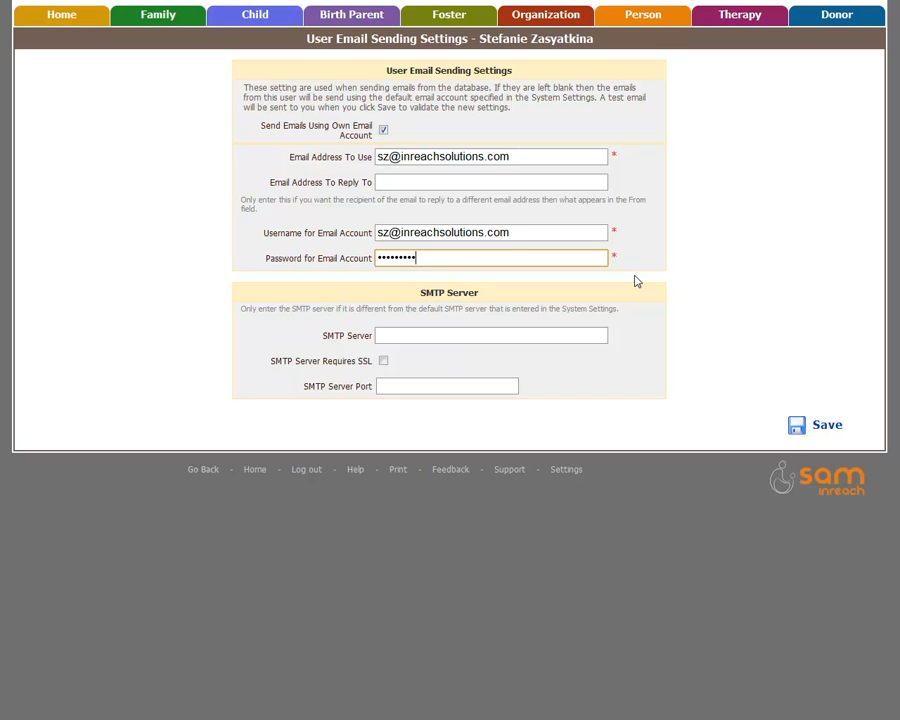 Home Family Child Birth Parent Foster Organization Person Therapy Donor
User Email Sending Settings - Stefanie Zasyatkina
User Email Sending Settings
These setting are used when sending emails from the database. If they are left blank then the emails
from this user will be send using the default email account specified in the System Settings. A test email
will be sent to you when you click Save to validate the new settings.
Send Emails Using Own Email
Account
Email Address To Use sz@inreachsolutions.com *
Email Address To Reply To
Only enter this if you want the recipient of the email to reply to a different email address then what appears in the From
field.
Username for Email Account sz@inreachsolutions.com *
Password for Email Account ••••••••• *
SMTP Server
Only enter the SMTP server if it is different from the default SMTP server that is entered in the System Settings.
SMTP Server
SMTP Server Requires SSL
SMTP Server Port
Save
Go Back - Home - Log out - Help - Print - Feedback - Support - Settings
sam
inreach